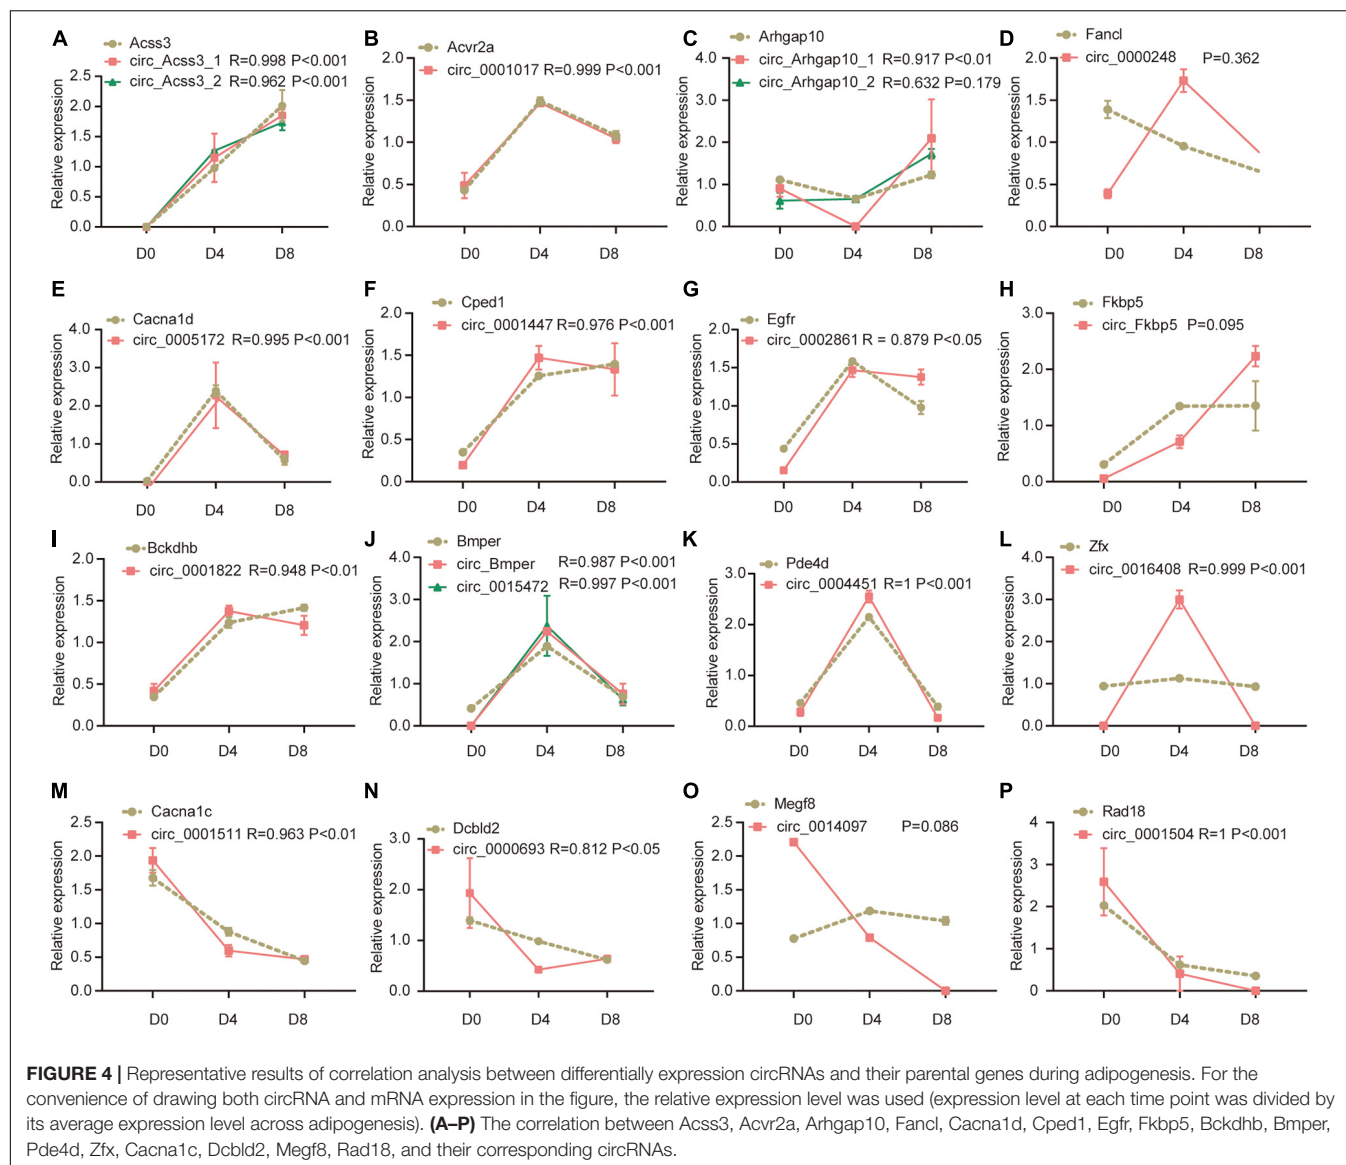 A
Acss3
circ_Acss3_1 R=0.998 P<0.001
circ_Acss3_2 R=0.962 P<0.001
Relative expression
2.5
2.0
1.5
1.0
0.5
0.0
D0 D4 D8
B
Acvr2a
circ_0001017 R=0.999 P<0.001
Relative expression
2.0
1.5
1.0
0.5
0.0
D0 D4 D8
C
Arhgap10
circ_Arhgap10_1 R=0.917 P<0.01
circ_Arhgap10_2 R=0.632 P=0.179
Relative expression
4.0
3.0
2.0
1.0
0.0
D0 D4 D8
D
Fancl
circ_0000248 P=0.362
Relative expression
2.0
1.5
1.0
0.5
0.0
D0 D4 D8
E
Cacna1d
circ_0005172 R=0.995 P<0.001
Relative expression
4.0
3.0
2.0
1.0
0.0
D0 D4 D8
F
Cped1
circ_0001447 R=0.976 P<0.001
Relative expression
2.0
1.5
1.0
0.5
0.0
D0 D4 D8
G
Egfr
circ_0002861 R = 0.879 P<0.05
Relative expression
2.0
1.5
1.0
0.5
0.0
D0 D4 D8
H
Fkbp5
circ_Fkbp5 P=0.095
Relative expression
3.0
2.0
1.0
0.0
D0 D4 D8
I
Bckdhb
circ_0001822 R=0.948 P<0.01
Relative expression
2.0
1.5
1.0
0.5
0.0
D0 D4 D8
J
Bmper
circ_Bmper R=0.987 P<0.001
circ_0015472 R=0.997 P<0.001
Relative expression
4.0
3.0
2.0
1.0
0.0
D0 D4 D8
K
Pde4d
circ_0004451 R=1 P<0.001
Relative expression
3.0
2.0
1.0
0.0
D0 D4 D8
L
Zfx
circ_0016408 R=0.999 P<0.001
Relative expression
4.0
3.0
2.0
1.0
0.0
D0 D4 D8
M
Cacna1c
circ_0001511 R=0.963 P<0.01
Relative expression
2.5
2.0
1.5
1.0
0.5
0.0
D0 D4 D8
N
Dcbld2
circ_0000693 R=0.812 P<0.05
Relative expression
3.0
2.0
1.0
0.0
D0 D4 D8
O
Megf8
circ_0014097 P=0.086
Relative expression
2.5
2.0
1.5
1.0
0.5
0.0
D0 D4 D8
P
Rad18
circ_0001504 R=1 P<0.001
Relative expression
4
3
2
1
0
D0 D4 D8
FIGURE 4 | Representative results of correlation analysis between differentially expression circRNAs and their parental genes during adipogenesis. For the
convenience of drawing both circRNA and mRNA expression in the figure, the relative expression level was used (expression level at each time point was divided by
its average expression level across adipogenesis). (A–P) The correlation between Acss3, Acvr2a, Arhgap10, Fancl, Cacna1d, Cped1, Egfr, Fkbp5, Bckdhb, Bmper,
Pde4d, Zfx, Cacna1c, Dcbld2, Megf8, Rad18, and their corresponding circRNAs.